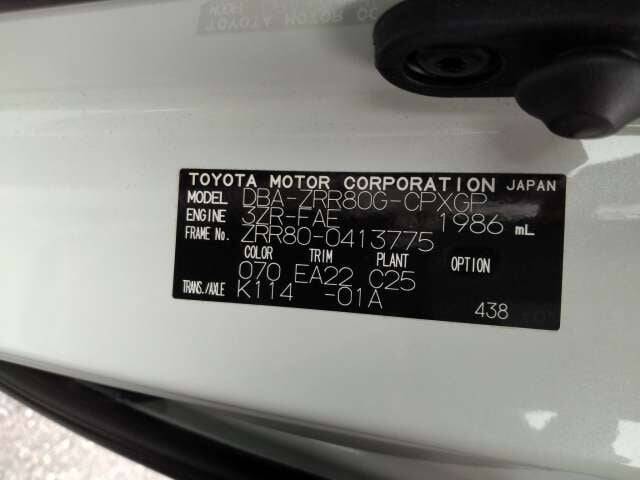 TOYOTA MOTOR CORPORATION JAPAN
MODEL DBA-ZRR80G-CPXGP
ENGINE 3ZR-FAE 1986 mL
FRAME No. ZRR80-0413775
COLOR TRIM PLANT OPTION
070 EA22 C25
TRANS./AXLE K114 -01A
438